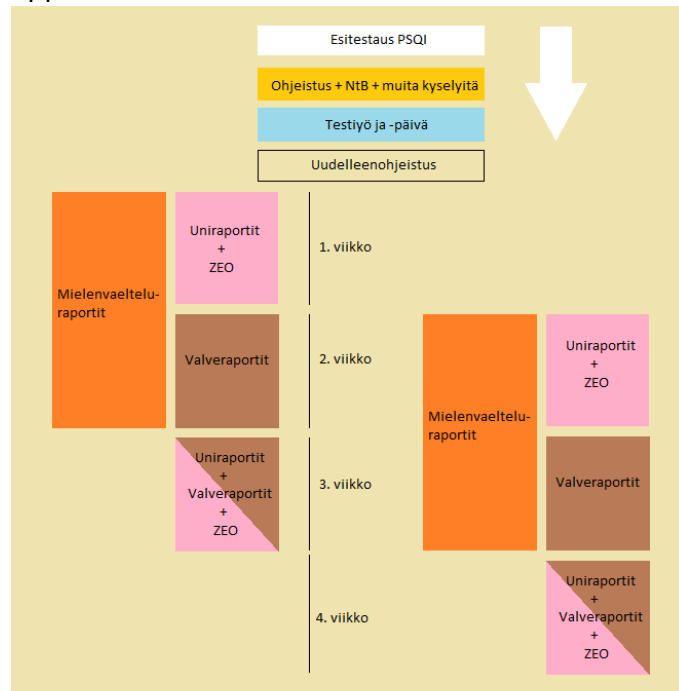 Esitestaus PSQI
Ohjeistus + NtB + muita kyselyitä
Testiyö ja -päivä
Uudelleenohjeistus
Mielenvaeltelu-
raportit
Uniraportit
+
ZEO
1. viikko
Valveraportit
2. viikko
Uniraportit
+
Valveraportit
+
ZEO
3. viikko
4. viikko
Mielenvaeltelu-
raportit
Uniraportit
+
ZEO
Valveraportit
Uniraportit
+
Valveraportit
+
ZEO